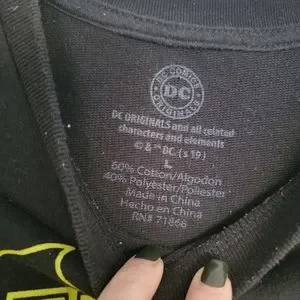 DC COMICS
DC
ORIGINALS
DC ORIGINALS and all related
characters and elements
© & ™ DC. (s19)
L
60% Cotton/Algodon
40% Polyester/Poliester
Made in China
Hecho en China
RN# 71866